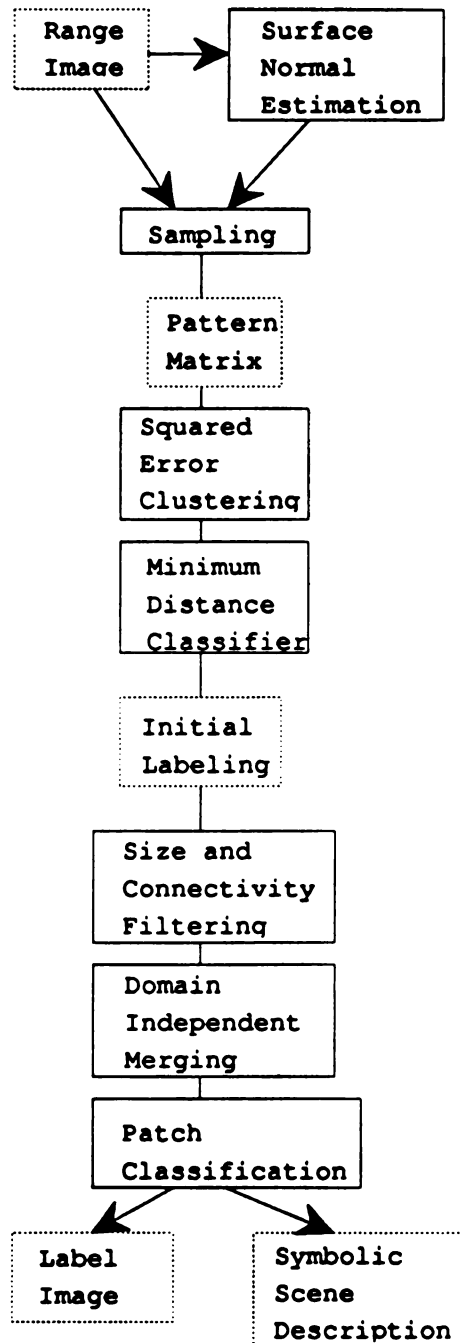 Range
Image
Surface
Normal
Estimation
Sampling
Pattern
Matrix
Squared
Error
Clustering
Minimum
Distance
Classifier
Initial
Labeling
Size and
Connectivity
Filtering
Domain
Independent
Merging
Patch
Classification
Label
Image
Symbolic
Scene
Description